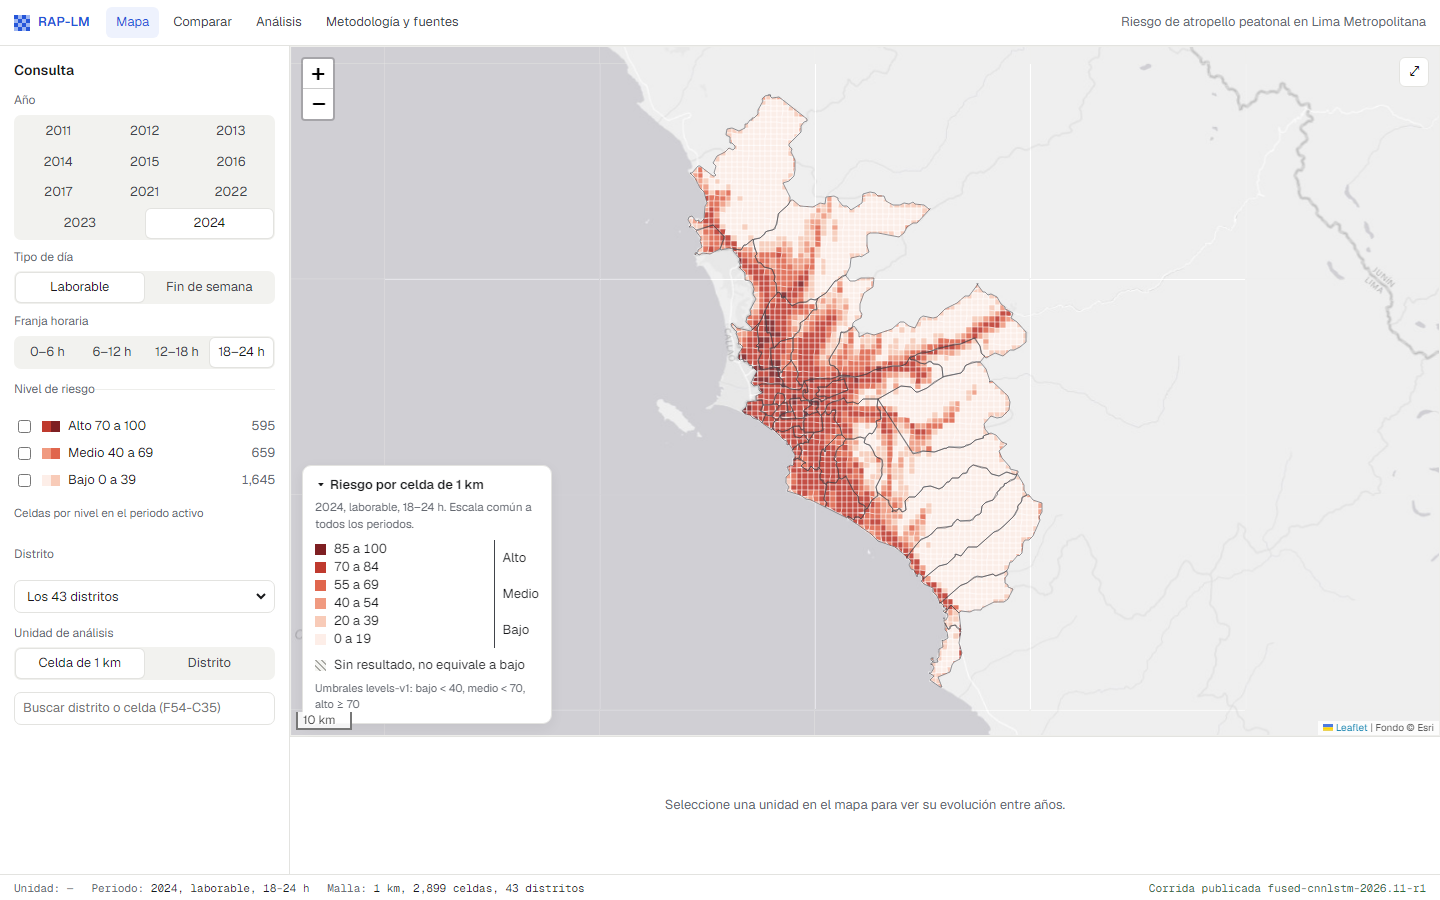 RAP-LM
Mapa
Comparar
Análisis
Metodología y fuentes
Riesgo de atropello peatonal en Lima Metropolitana
Consulta
Año
2011 2012 2013
2014 2015 2016
2017 2021 2022
2023 2024
Tipo de día
Laborable Fin de semana
Franja horaria
0–6 h 6–12 h 12–18 h 18–24 h
Nivel de riesgo
Alto 70 a 100 595
Medio 40 a 69 659
Bajo 0 a 39 1,645
Celdas por nivel en el periodo activo
Distrito
Los 43 distritos
Unidad de análisis
Celda de 1 km Distrito
Buscar distrito o celda (F54-C35)
+
−
JUNÍN
LIMA
Riesgo por celda de 1 km
2024, laborable, 18–24 h. Escala común a
todos los periodos.
85 a 100
70 a 84
55 a 69
40 a 54
20 a 39
0 a 19
Alto
Medio
Bajo
Sin resultado, no equivale a bajo
Umbrales levels-v1: bajo < 40, medio < 70,
alto ≥ 70
10 km
Leaflet | Fondo © Esri
Seleccione una unidad en el mapa para ver su evolución entre años.
Unidad: — Periodo: 2024, laborable, 18–24 h Malla: 1 km, 2,899 celdas, 43 distritos
Corrida publicada fused-cnnlstm-2026.11-r1